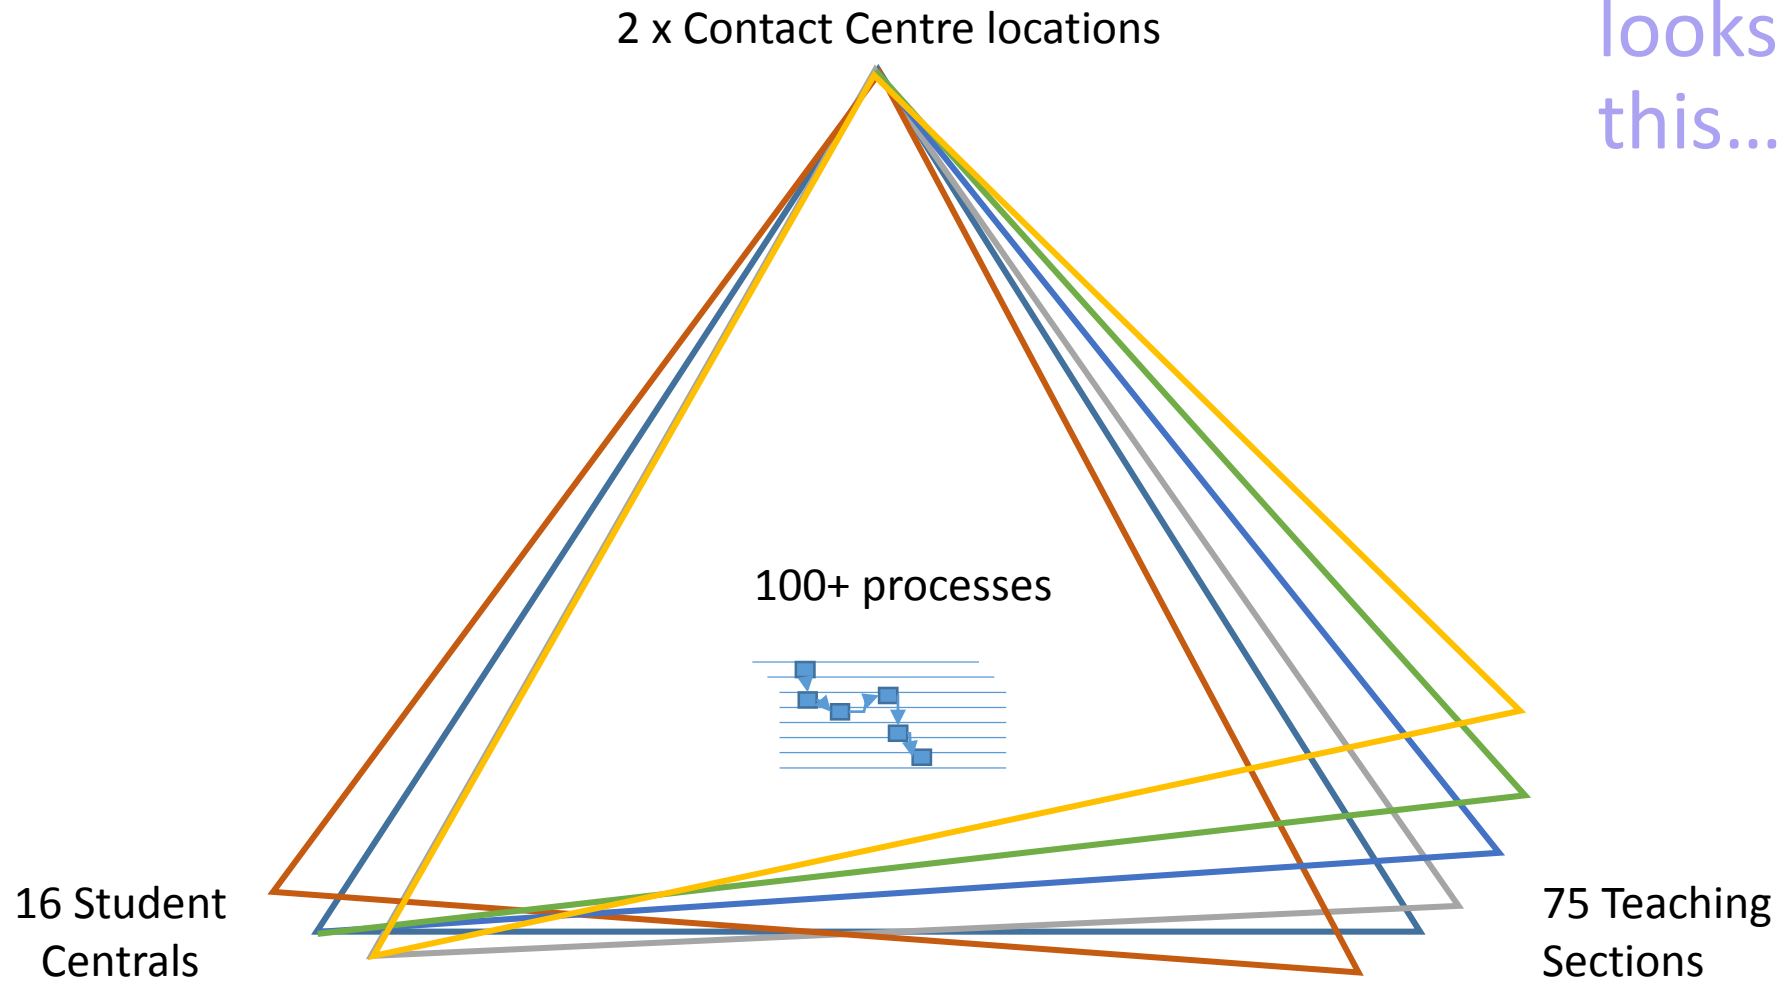 2 x Contact Centre locations
looks
this...
100+ processes
16 Student
Centrals
75 Teaching
Sections